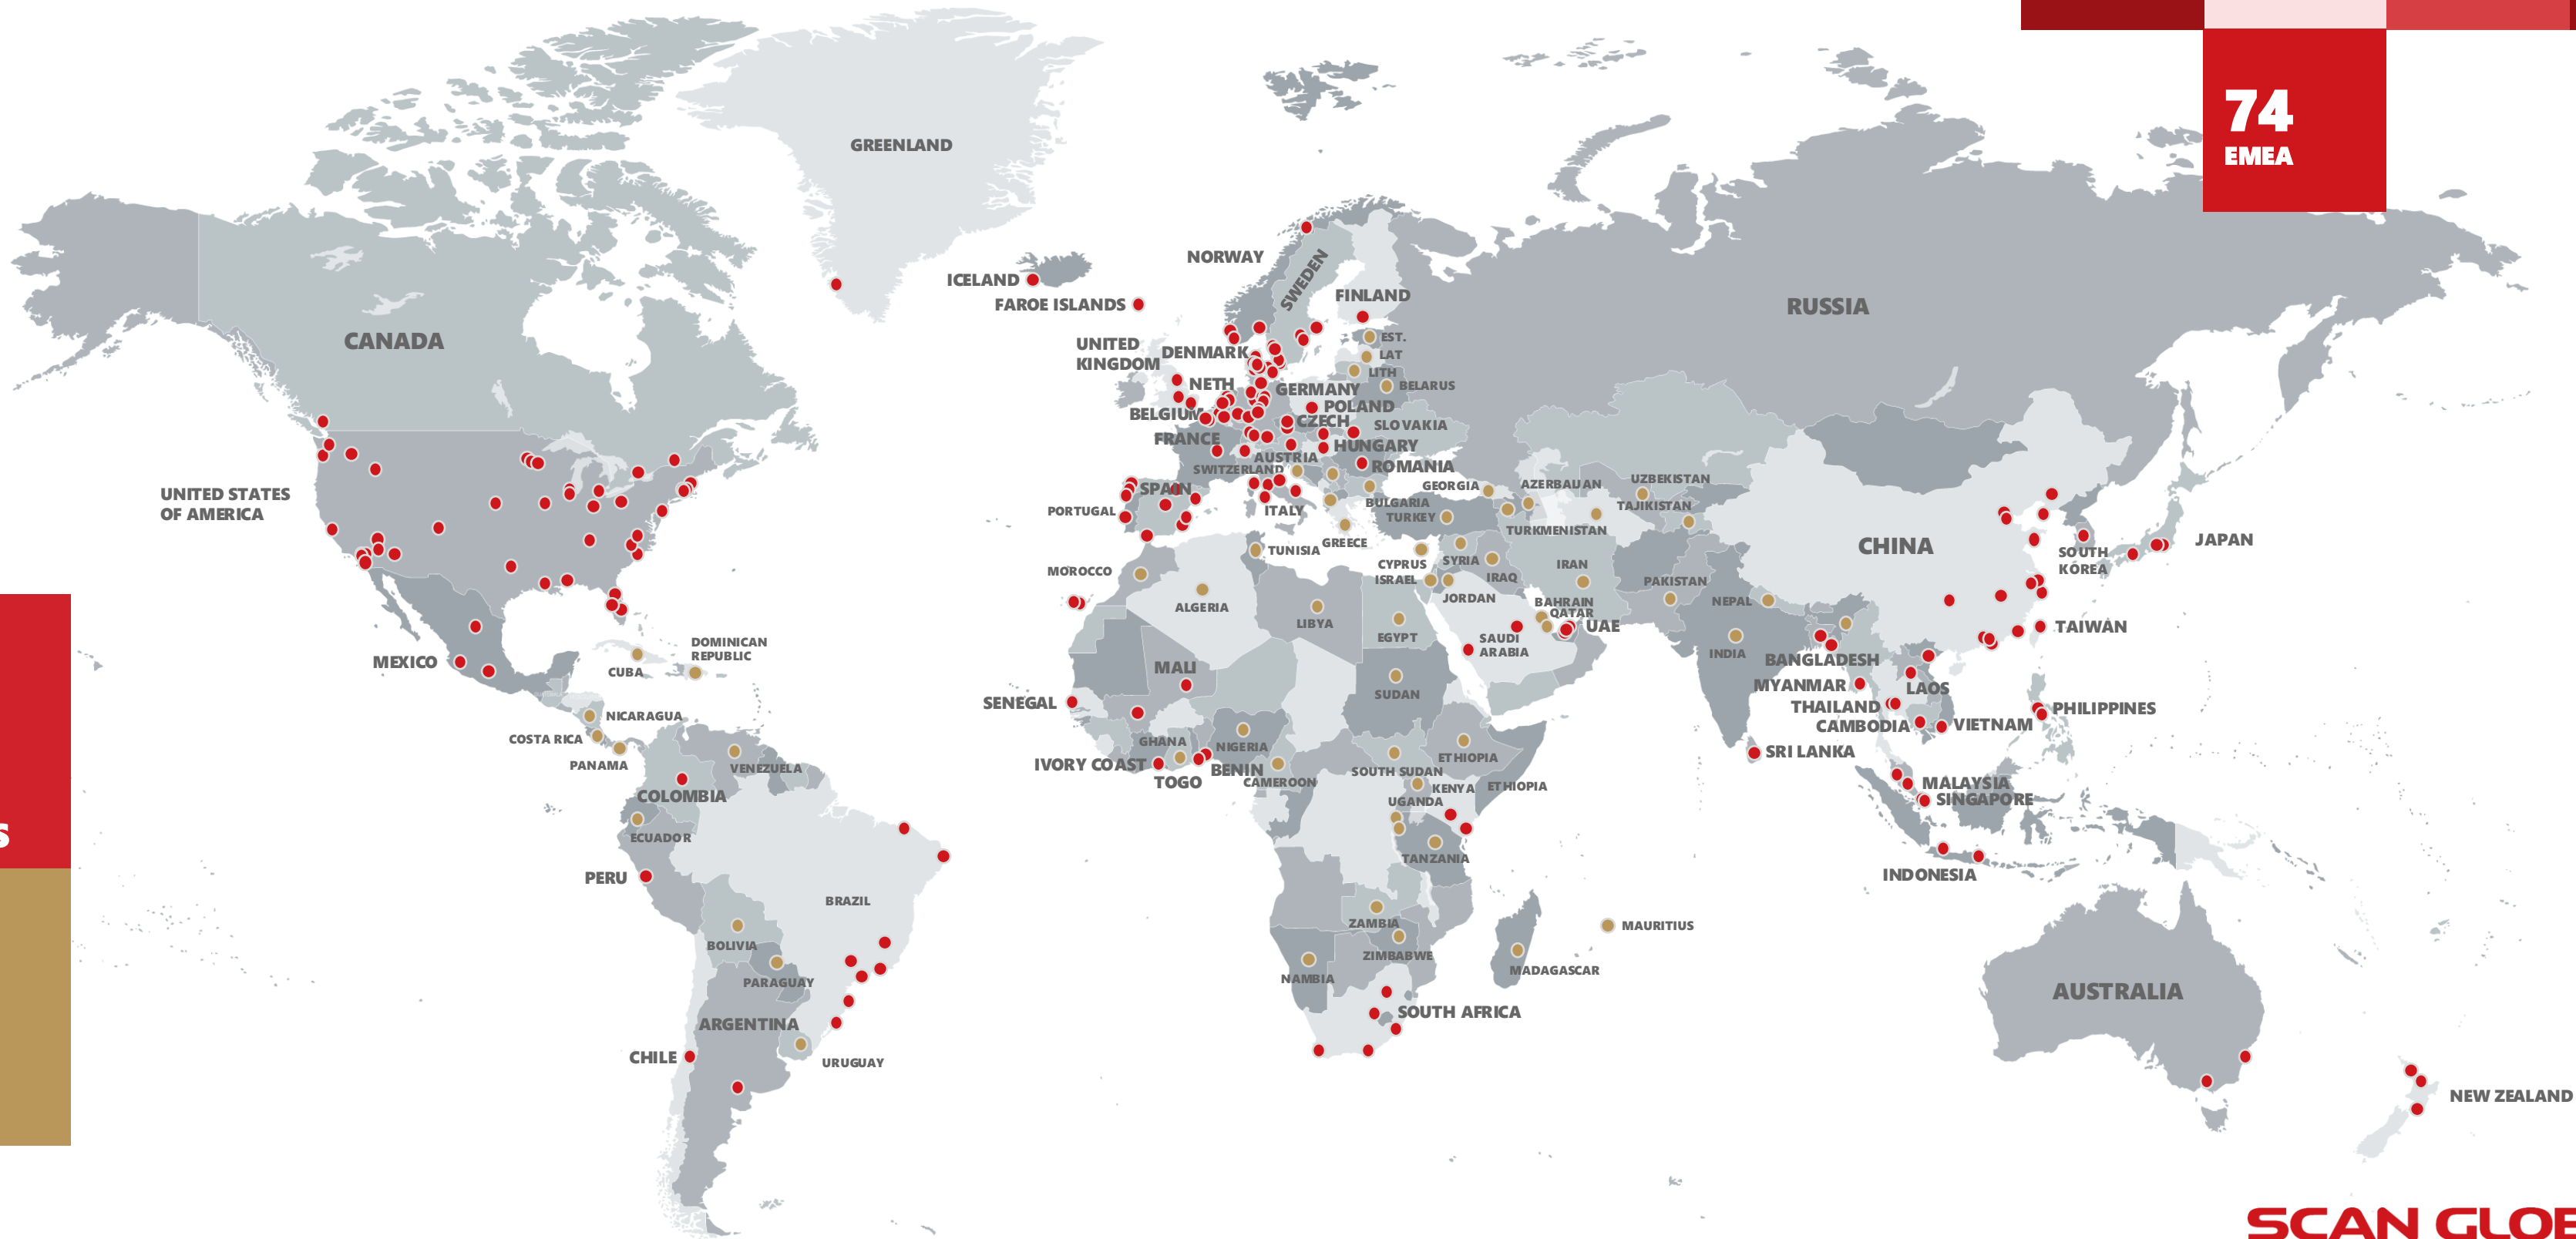 74
EMEA
GREENLAND
NORWAY
ICELAND
SWEDEN
FAROE ISLANDS
FINLAND
RUSSIA
CANADA
UNITED
KINGDOM
DENMARK
EST.
LAT
LITH
NETH
GERMANY
BELARUS
BELGIUM
POLAND
CZECH
SLOVAKIA
FRANCE
HUNGARY
AUSTRIA
SWITZERLAND
ROMANIA
UNITED STATES
OF AMERICA
SPAIN
PORTUGAL
ITALY
BULGARIA
GEORGIA
AZERBAIJAN
UZBEKISTAN
TAJIKISTAN
TURKEY
TURKMENISTAN
GREECE
TUNISIA
CHINA
JAPAN
SOUTH
KOREA
CYPRUS
SYRIA
IRAQ
IRAN
ISRAEL
JORDAN
MOROCCO
ALGERIA
LIBYA
EGYPT
BAHRAIN
QATAR
UAE
PAKISTAN
NEPAL
SAUDI
ARABIA
INDIA
TAIWAN
BANGLADESH
MEXICO
CUBA
DOMINICAN
REPUBLIC
MALI
SUDAN
MYANMAR
LAOS
SENEGAL
THAILAND
PHILIPPINES
CAMBODIA
VIETNAM
NICARAGUA
COSTA RICA
PANAMA
VENEZUELA
GHANA
NIGERIA
IVORY COAST
TOGO
BENIN
CAMEROON
SOUTH SUDAN
ETHIOPIA
SRI LANKA
COLOMBIA
UGANDA
KENYA
ETHIOPIA
MALAYSIA
SINGAPORE
S
ECUADOR
TANZANIA
PERU
INDONESIA
BRAZIL
BOLIVIA
ZAMBIA
MAURITIUS
ZIMBABWE
PARAGUAY
NAMBIA
MADAGASCAR
AUSTRALIA
ARGENTINA
SOUTH AFRICA
CHILE
URUGUAY
NEW ZEALAND
SCAN GLOB